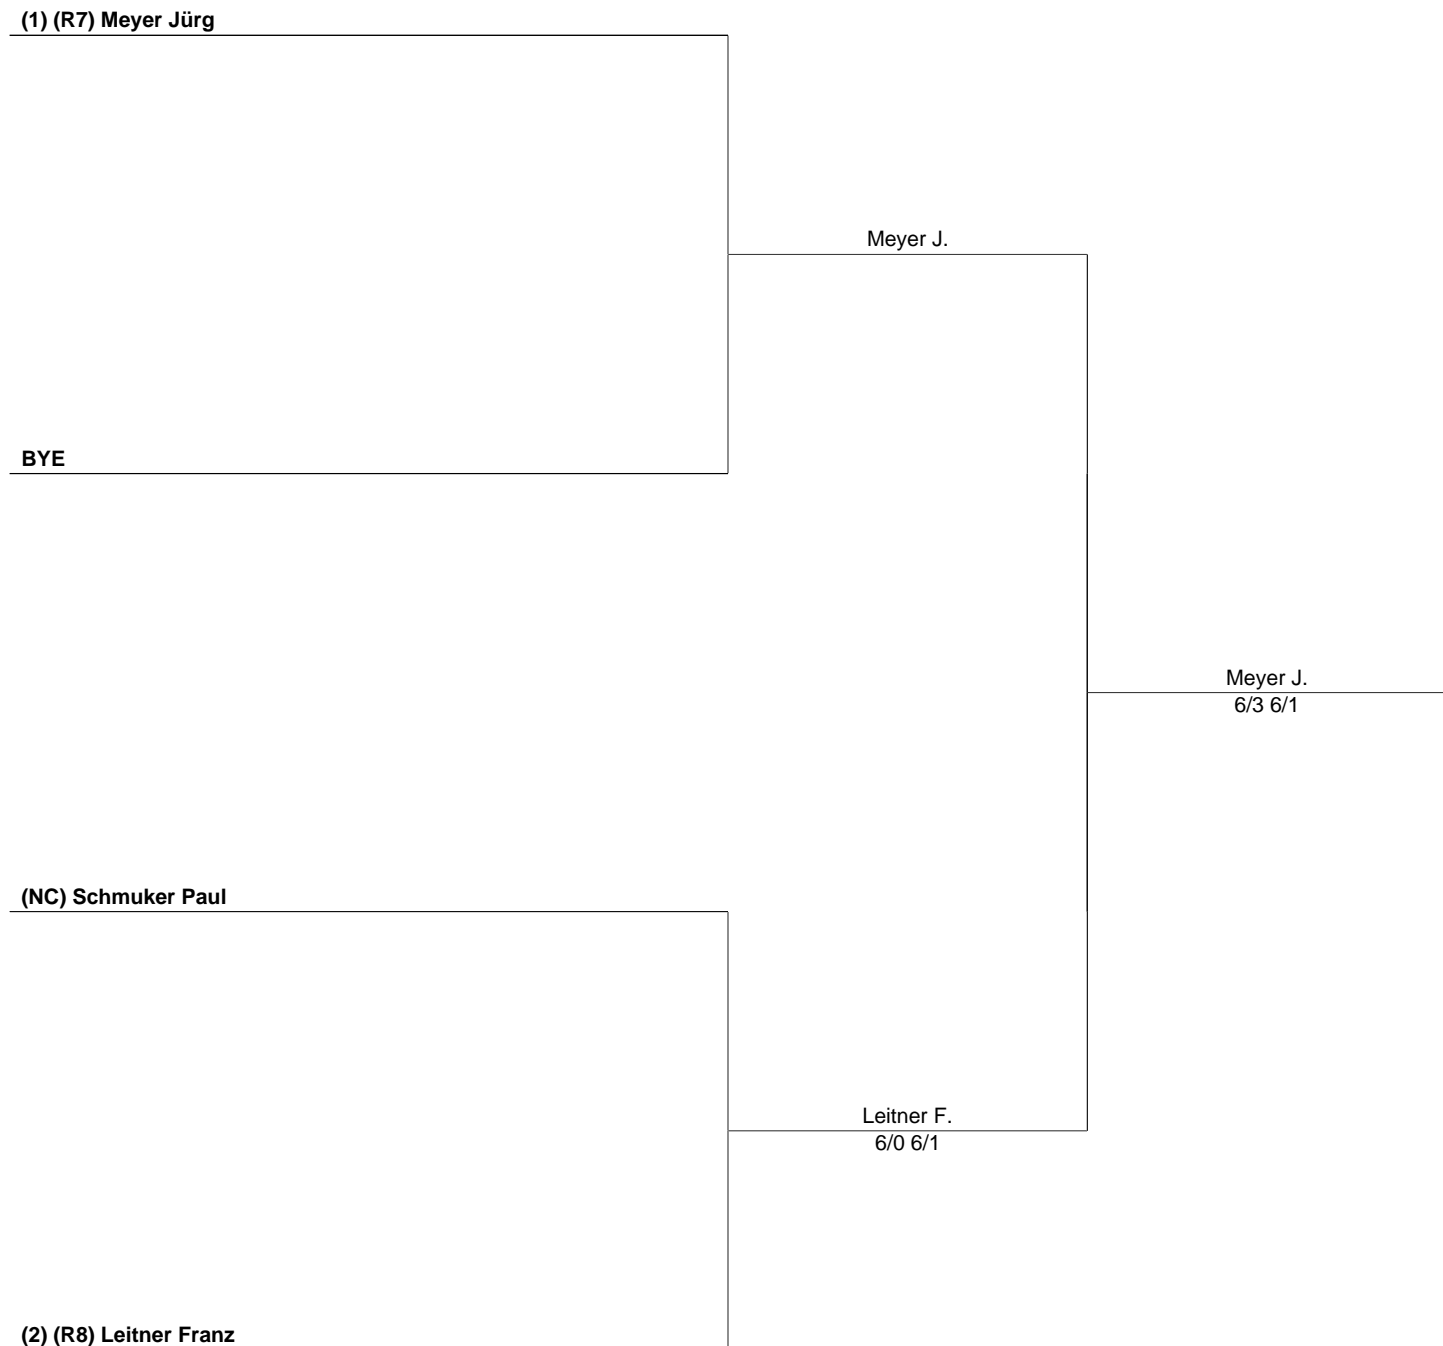 (1) (R7) Meyer Jürg
Meyer J.
BYE
Meyer J.
6/3 6/1
(NC) Schmuker Paul
Leitner F.
6/0 6/1
(2) (R8) Leitner Franz